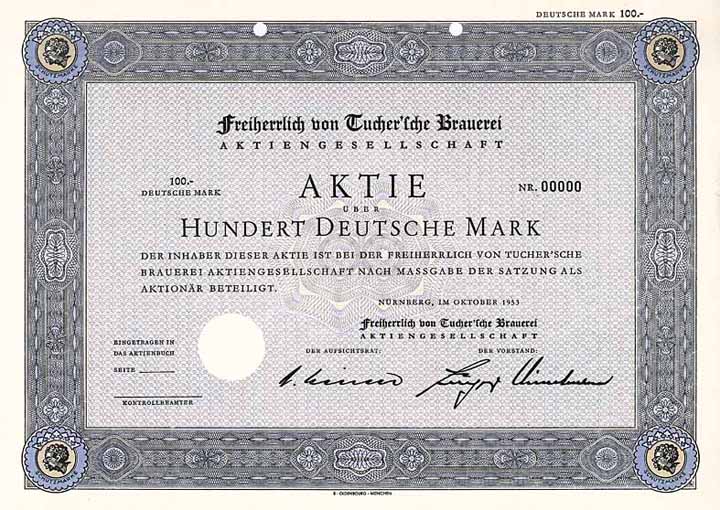 DEUTSCHE MARK 100.-
Freiherrlich von Tucher'sche Brauerei
AKTIENGESELLSCHAFT
100.-
DEUTSCHE MARK
AKTIE
NR. 00000
ÜBER
HUNDERT DEUTSCHE MARK
DER INHABER DIESER AKTIE IST BEI DER FREIHERRLICH VON TUCHER'SCHE
BRAUEREI AKTIENGESELLSCHAFT NACH MASSGABE DER SATZUNG ALS
AKTIONÄR BETEILIGT.
NÜRNBERG, IM OKTOBER 1953
Freiherrlich von Tucher'sche Brauerei
AKTIENGESELLSCHAFT
EINGETRAGEN IN
DAS AKTIENBUCH
SEITE
DER AUFSICHTSRAT:
DER VORSTAND:
KONTROLLBEAMTER
R · OLDENBOURG · MÜNCHEN